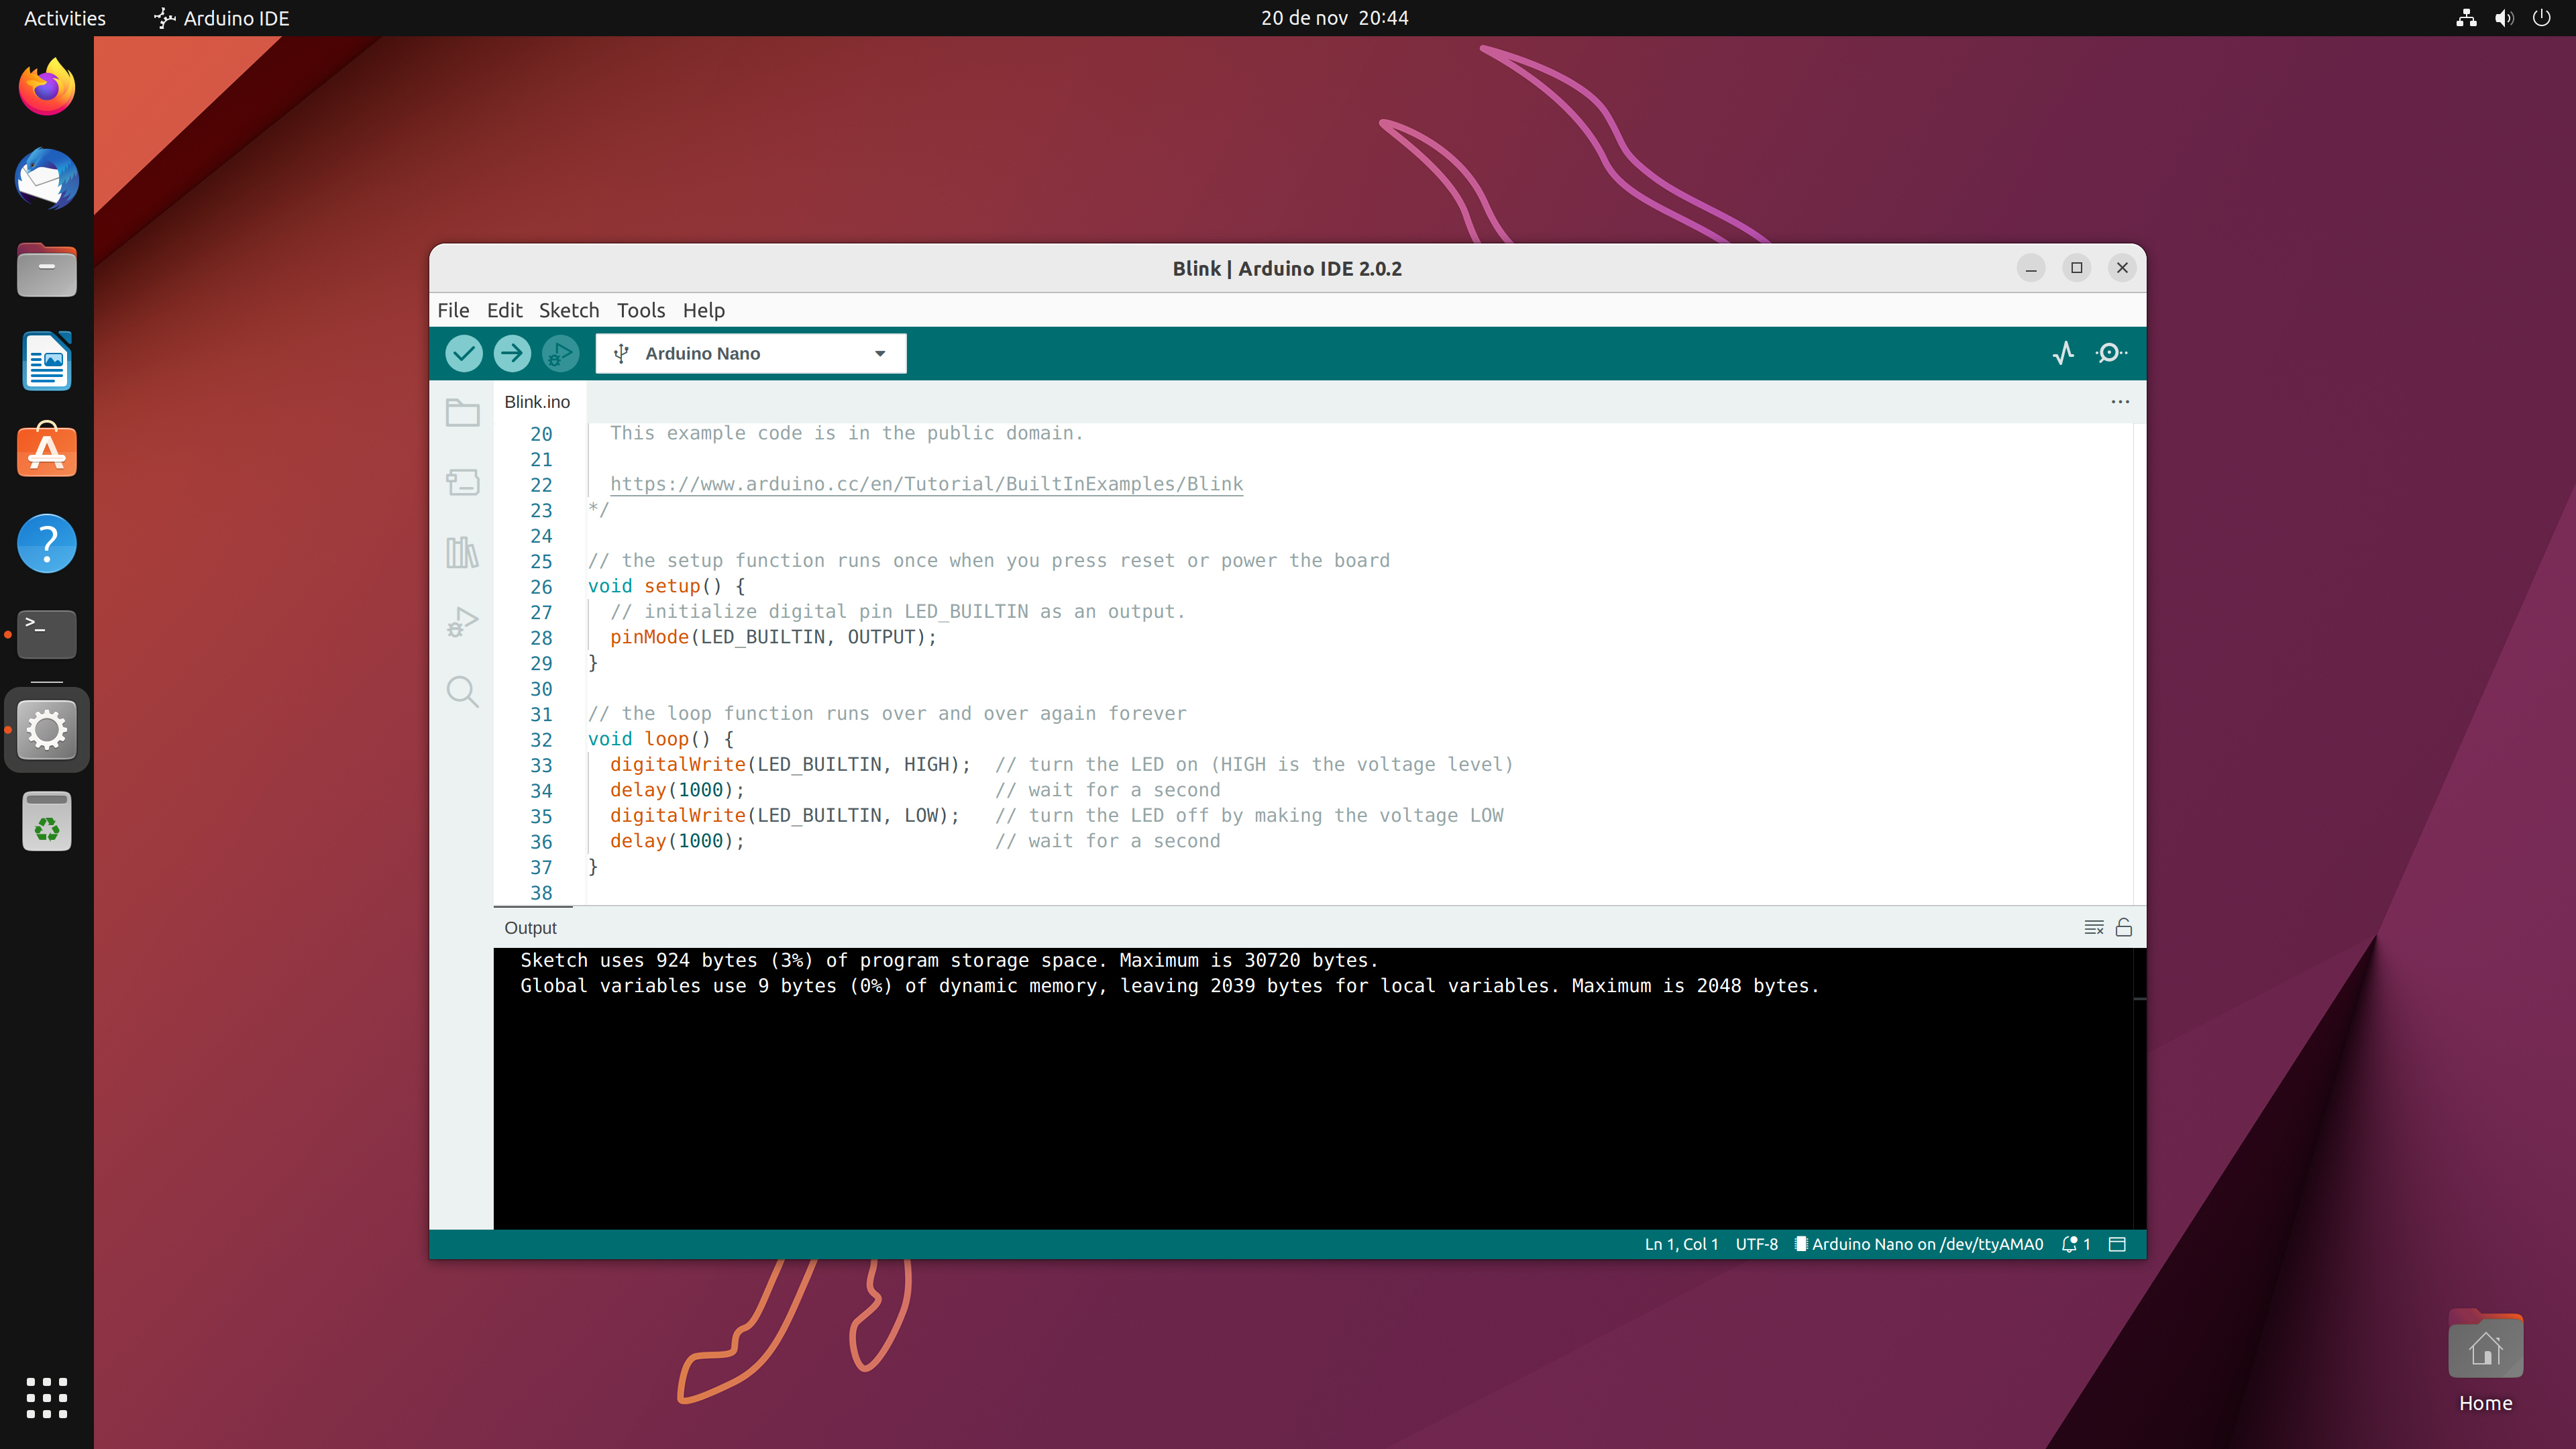 Activities Arduino IDE 20 de nov 20:44
Blink | Arduino IDE 2.0.2
File Edit Sketch Tools Help
Arduino Nano
Blink.ino
20 This example code is in the public domain.
21
22 https://www.arduino.cc/en/Tutorial/BuiltInExamples/Blink
23 */
24
25 // the setup function runs once when you press reset or power the board
26 void setup() {
27 // initialize digital pin LED_BUILTIN as an output.
28 pinMode(LED_BUILTIN, OUTPUT);
29 }
30
31 // the loop function runs over and over again forever
32 void loop() {
33 digitalWrite(LED_BUILTIN, HIGH); // turn the LED on (HIGH is the voltage level)
34 delay(1000); // wait for a second
35 digitalWrite(LED_BUILTIN, LOW); // turn the LED off by making the voltage LOW
36 delay(1000); // wait for a second
37 }
38
Output
Sketch uses 924 bytes (3%) of program storage space. Maximum is 30720 bytes.
Global variables use 9 bytes (0%) of dynamic memory, leaving 2039 bytes for local variables. Maximum is 2048 bytes.
Ln 1, Col 1 UTF-8 Arduino Nano on /dev/ttyAMA0 1
Home